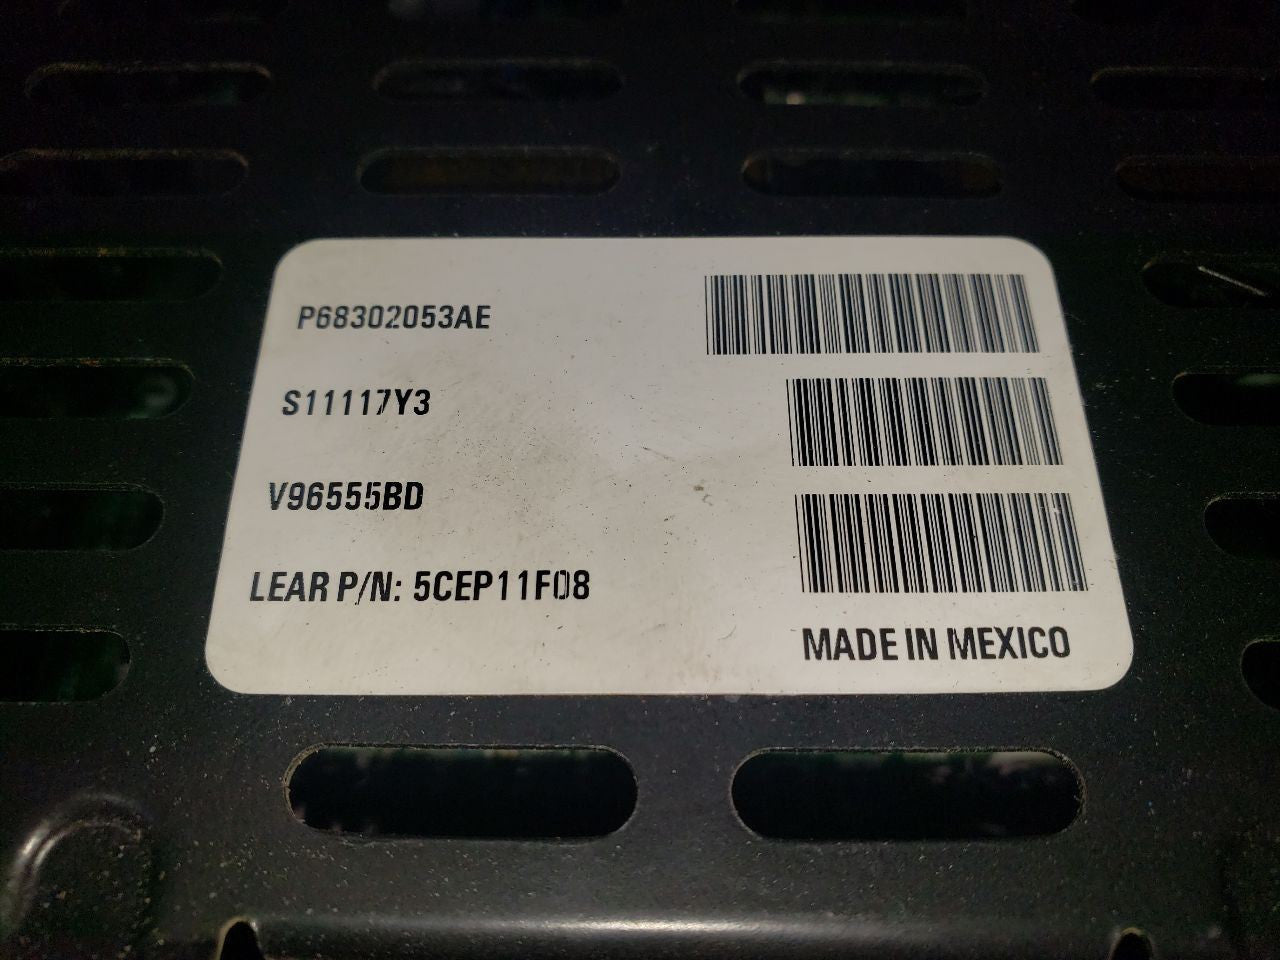 P68302053AE
S11117Y3
V96555BD
LEAR P/N: 5CEP11F08
MADE IN MEXICO